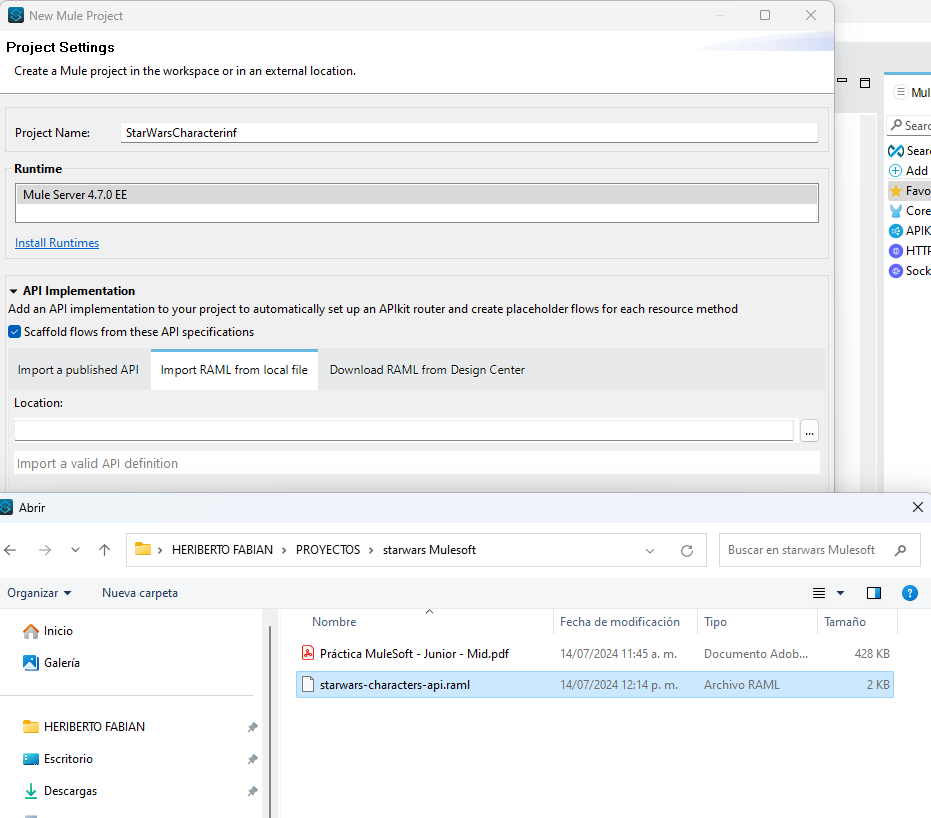 New Mule Project
Project Settings
Create a Mule project in the workspace or in an external location.
Project Name: StarWarsCharacterinf
Runtime
Mule Server 4.7.0 EE
Install Runtimes
API Implementation
Add an API implementation to your project to automatically set up an APIkit router and create placeholder flows for each resource method
Scaffold flows from these API specifications
Import a published API Import RAML from local file Download RAML from Design Center
Location:
...
Import a valid API definition
Mul
Sear
Sear
Add
Favo
Core
APIK
HTTP
Sock
Abrir
HERIBERTO FABIAN > PROYECTOS > starwars Mulesoft
Buscar en starwars Mulesoft
Organizar Nueva carpeta
Inicio
Galería
HERIBERTO FABIAN
Escritorio
Descargas
Nombre Fecha de modificación Tipo Tamaño
Práctica MuleSoft - Junior - Mid.pdf 14/07/2024 11:45 a. m. Documento Adob... 428 KB
starwars-characters-api.raml 14/07/2024 12:14 p. m. Archivo RAML 2 KB